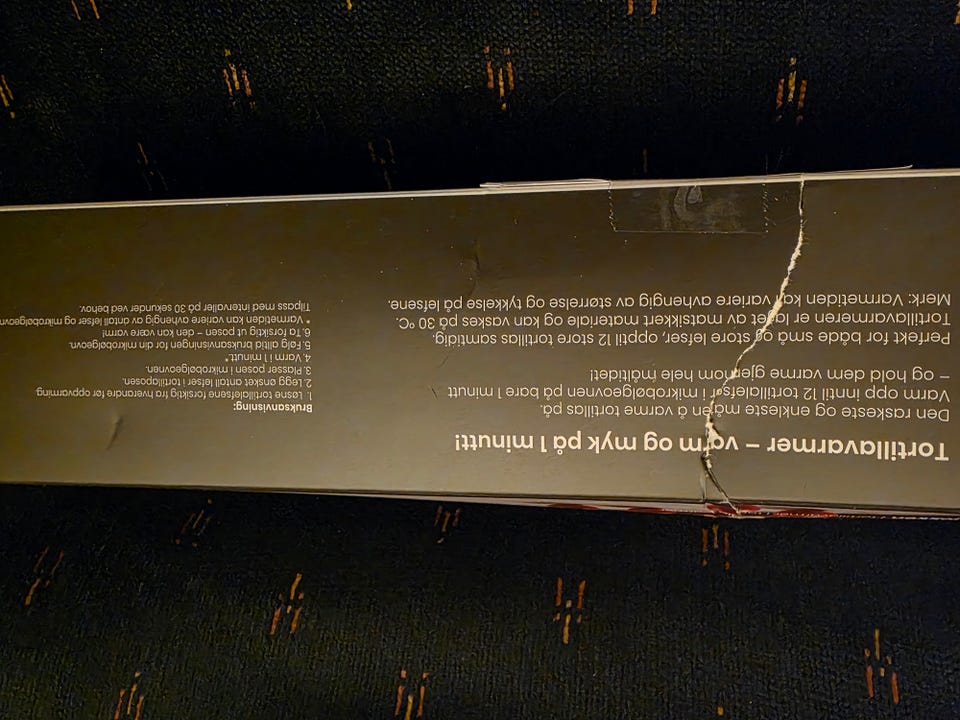 Tortillavarmer – varm og myk på 1 minutt!
Den raskeste og enkleste måten å varme tortillas på.
Varm opp inntil 12 tortillalefser i mikrobølgeovnen på bare 1 minutt
– og hold dem varme gjennom hele måltidet!
Perfekt for både små og store lefser, opptil 12 store tortillas samtidig.
Tortillavarmeren er laget av matsikkert materiale og kan vaskes på 30 °C.
Merk: Varmetiden kan variere avhengig av størrelse og tykkelse på lefsene.
Bruksanvisning:
1. Løsne tortillalefsene forsiktig fra hverandre før oppvarming.
2. Legg ønsket antall lefser i tortillaposen.
3. Plasser posen i mikrobølgeovnen.
4. Varm i 1 minutt*
5. Følg alltid bruksanvisningen for din mikrobølgeovn.
6. Ta forsiktig ut posen – den kan være varm!
* Varmetiden kan variere avhengig av antall lefser og mikrobølgeovn
Tilpass med intervaller på 30 sekunder ved behov.